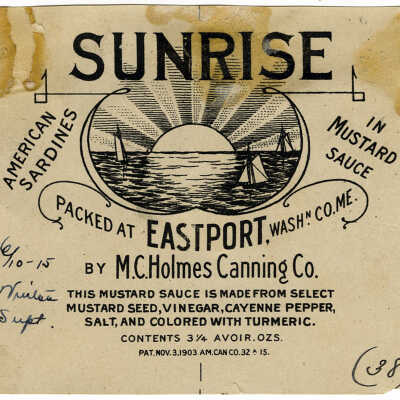 SUNRISE
AMERICAN
SARDINES
IN
MUSTARD
SAUCE
PACKED AT EASTPORT, WASHN CO. ME.
BY M.C. Holmes Canning Co.
THIS MUSTARD SAUCE IS MADE FROM SELECT
MUSTARD SEED, VINEGAR, CAYENNE PEPPER,
SALT, AND COLORED WITH TURMERIC.
CONTENTS 3¼ AVOIR. OZS.
PAT. NOV. 3, 1903 AM. CAN CO. 32 A 15.
6/10-15
Supt.
(38